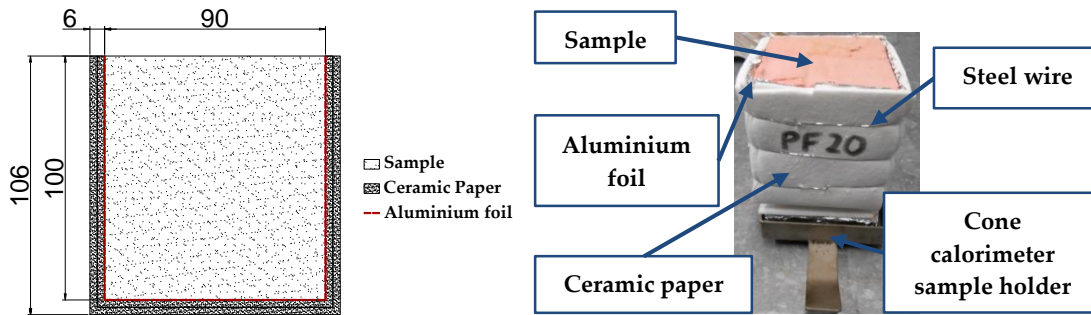 6
90
106
100
Sample
Ceramic Paper
Aluminium foil
Sample
Aluminium
foil
Ceramic paper
PF20
Steel wire
Cone
calorimeter
sample holder